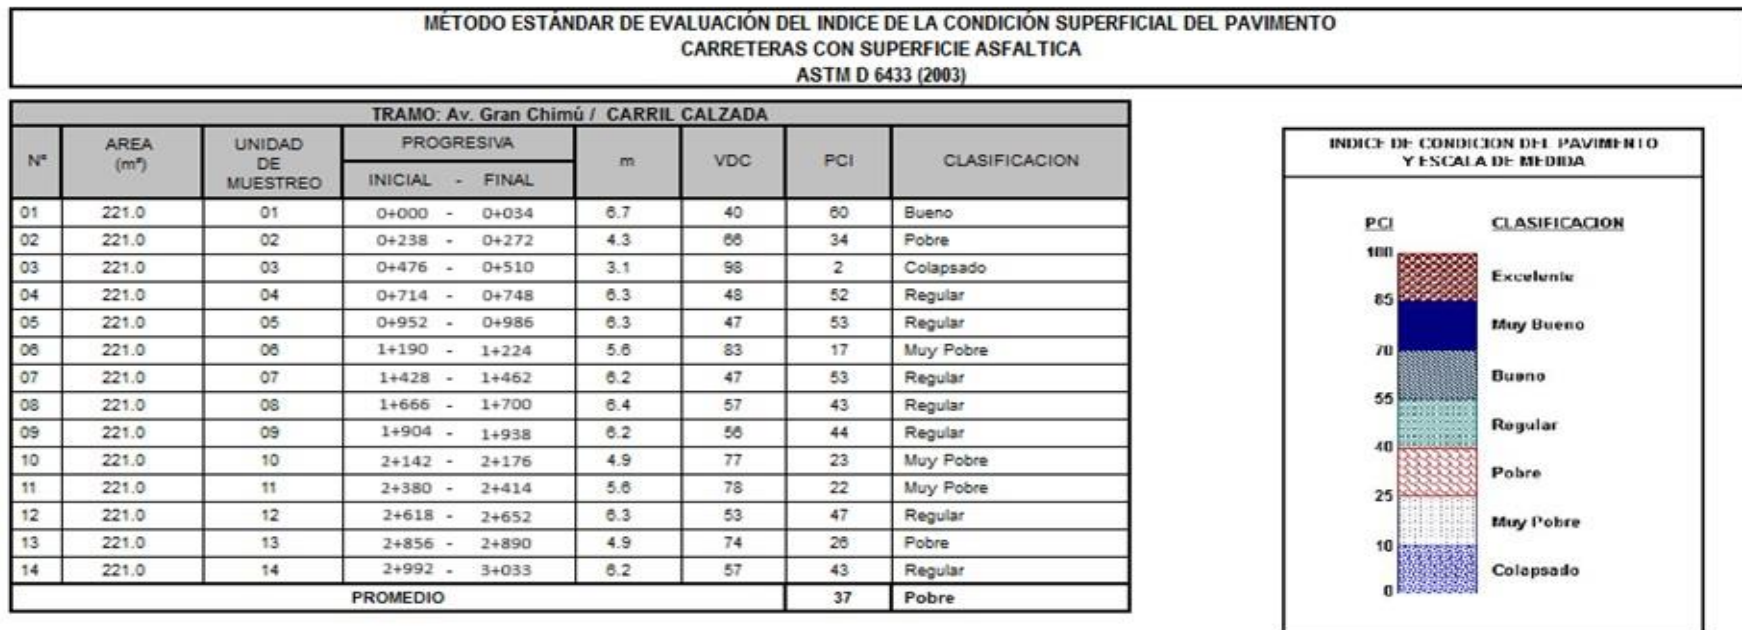 MÉTODO ESTÁNDAR DE EVALUACIÓN DEL INDICE DE LA CONDICIÓN SUPERFICIAL DEL PAVIMENTO
CARRETERAS CON SUPERFICIE ASFALTICA
ASTM D 6433 (2003)
TRAMO: Av. Gran Chimú / CARRIL CALZADA
Nº AREA (m²) UNIDAD DE MUESTREO PROGRESIVA INICIAL - FINAL m VDC PCI CLASIFICACION
01 221.0 01 0+000 - 0+034 6.7 40 60 Bueno
02 221.0 02 0+238 - 0+272 4.3 66 34 Pobre
03 221.0 03 0+476 - 0+510 3.1 98 2 Colapsado
04 221.0 04 0+714 - 0+748 6.3 48 52 Regular
05 221.0 05 0+952 - 0+986 6.3 47 53 Regular
06 221.0 06 1+190 - 1+224 5.6 83 17 Muy Pobre
07 221.0 07 1+428 - 1+462 6.2 47 53 Regular
08 221.0 08 1+666 - 1+700 6.4 57 43 Regular
09 221.0 09 1+904 - 1+938 6.2 56 44 Regular
10 221.0 10 2+142 - 2+176 4.9 77 23 Muy Pobre
11 221.0 11 2+380 - 2+414 5.6 78 22 Muy Pobre
12 221.0 12 2+618 - 2+652 6.3 53 47 Regular
13 221.0 13 2+856 - 2+890 4.9 74 26 Pobre
14 221.0 14 2+992 - 3+033 6.2 57 43 Regular
PROMEDIO 37 Pobre
INDICE DE CONDICION DEL PAVIMENTO
Y ESCALA DE MEDIDA
PCI CLASIFICACION
100
Excelente
85
Muy Bueno
70
Bueno
55
Regular
40
Pobre
25
Muy Pobre
10
Colapsado
0